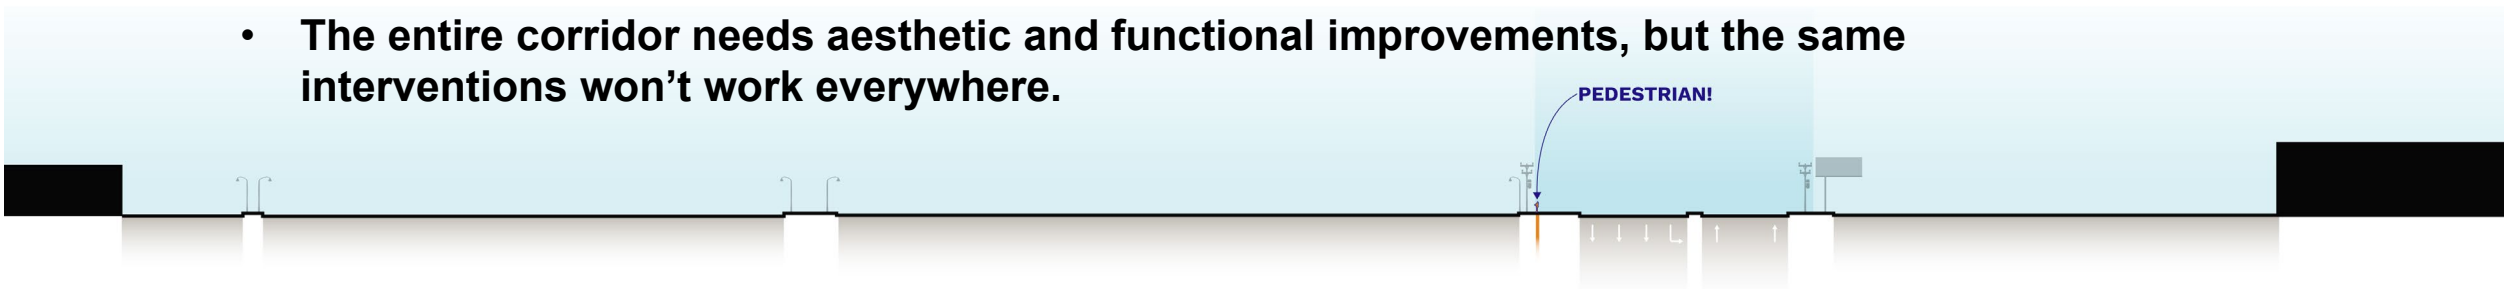 • The entire corridor needs aesthetic and functional improvements, but the same
interventions won’t work everywhere.
PEDESTRIAN!